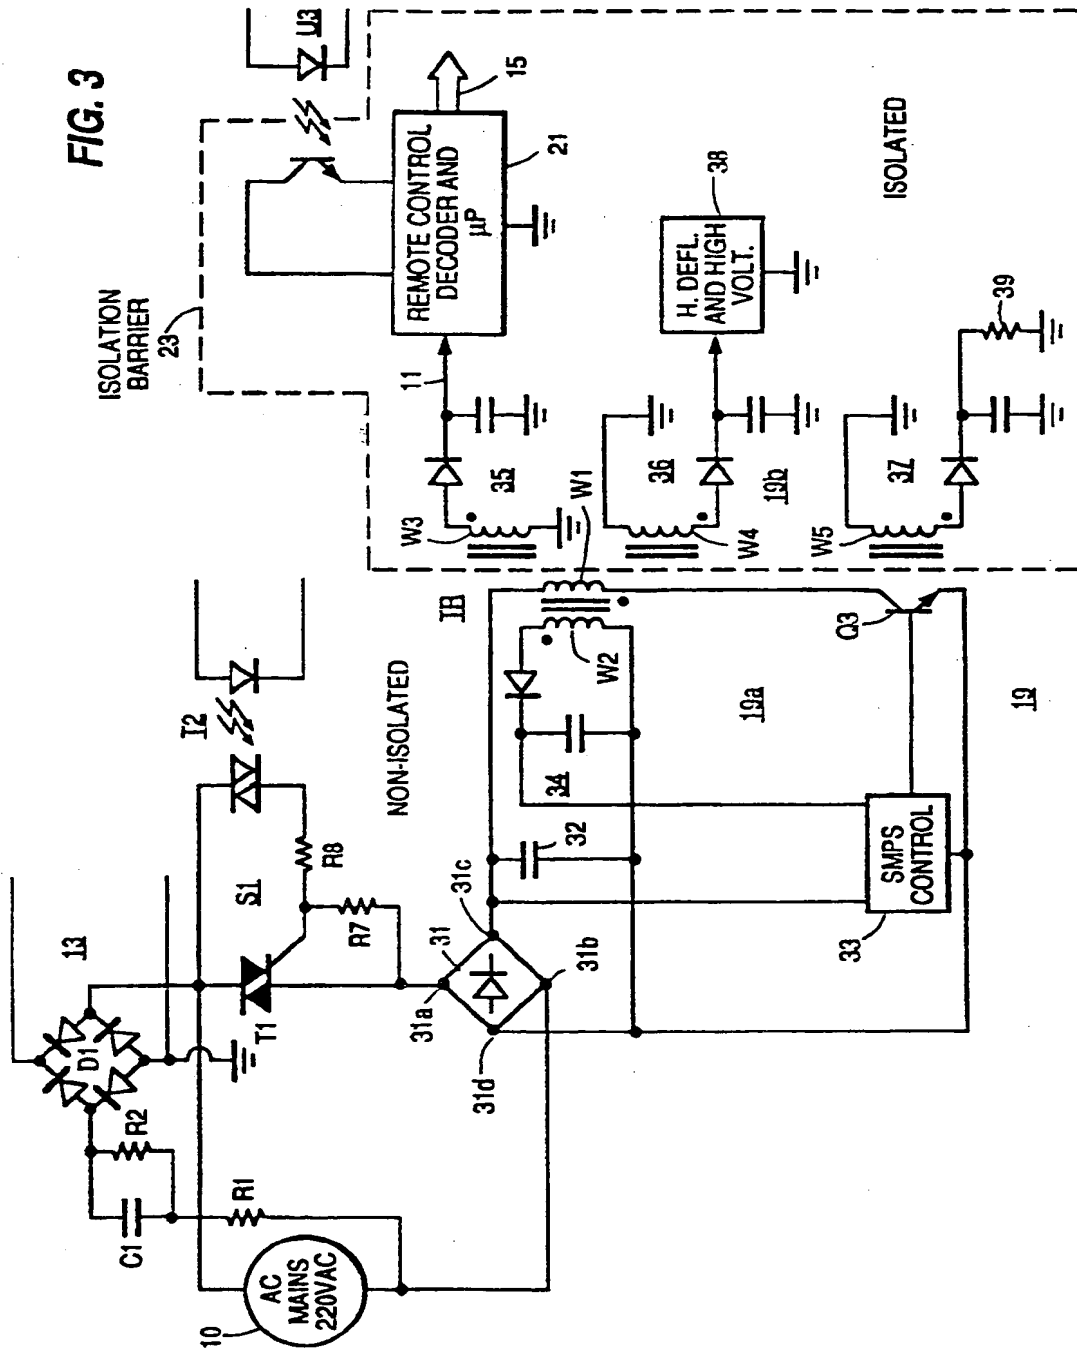 FIG. 3
ISOLATION
BARRIER
23
U3
REMOTE CONTROL
DECODER AND
µP
15
21
11
35
W3
H. DEFL.
AND HIGH
VOLT.
38
36
19b
W4
W1
ISOLATED
39
37
W5
13
D1
R2
C1
R1
AC
MAINS
220VAC
10
T1
S1
T2
R8
R7
NON-ISOLATED
31
31a
31b
31c
31d
32
34
TR
W2
19a
Q3
19
SMPS
CONTROL
33